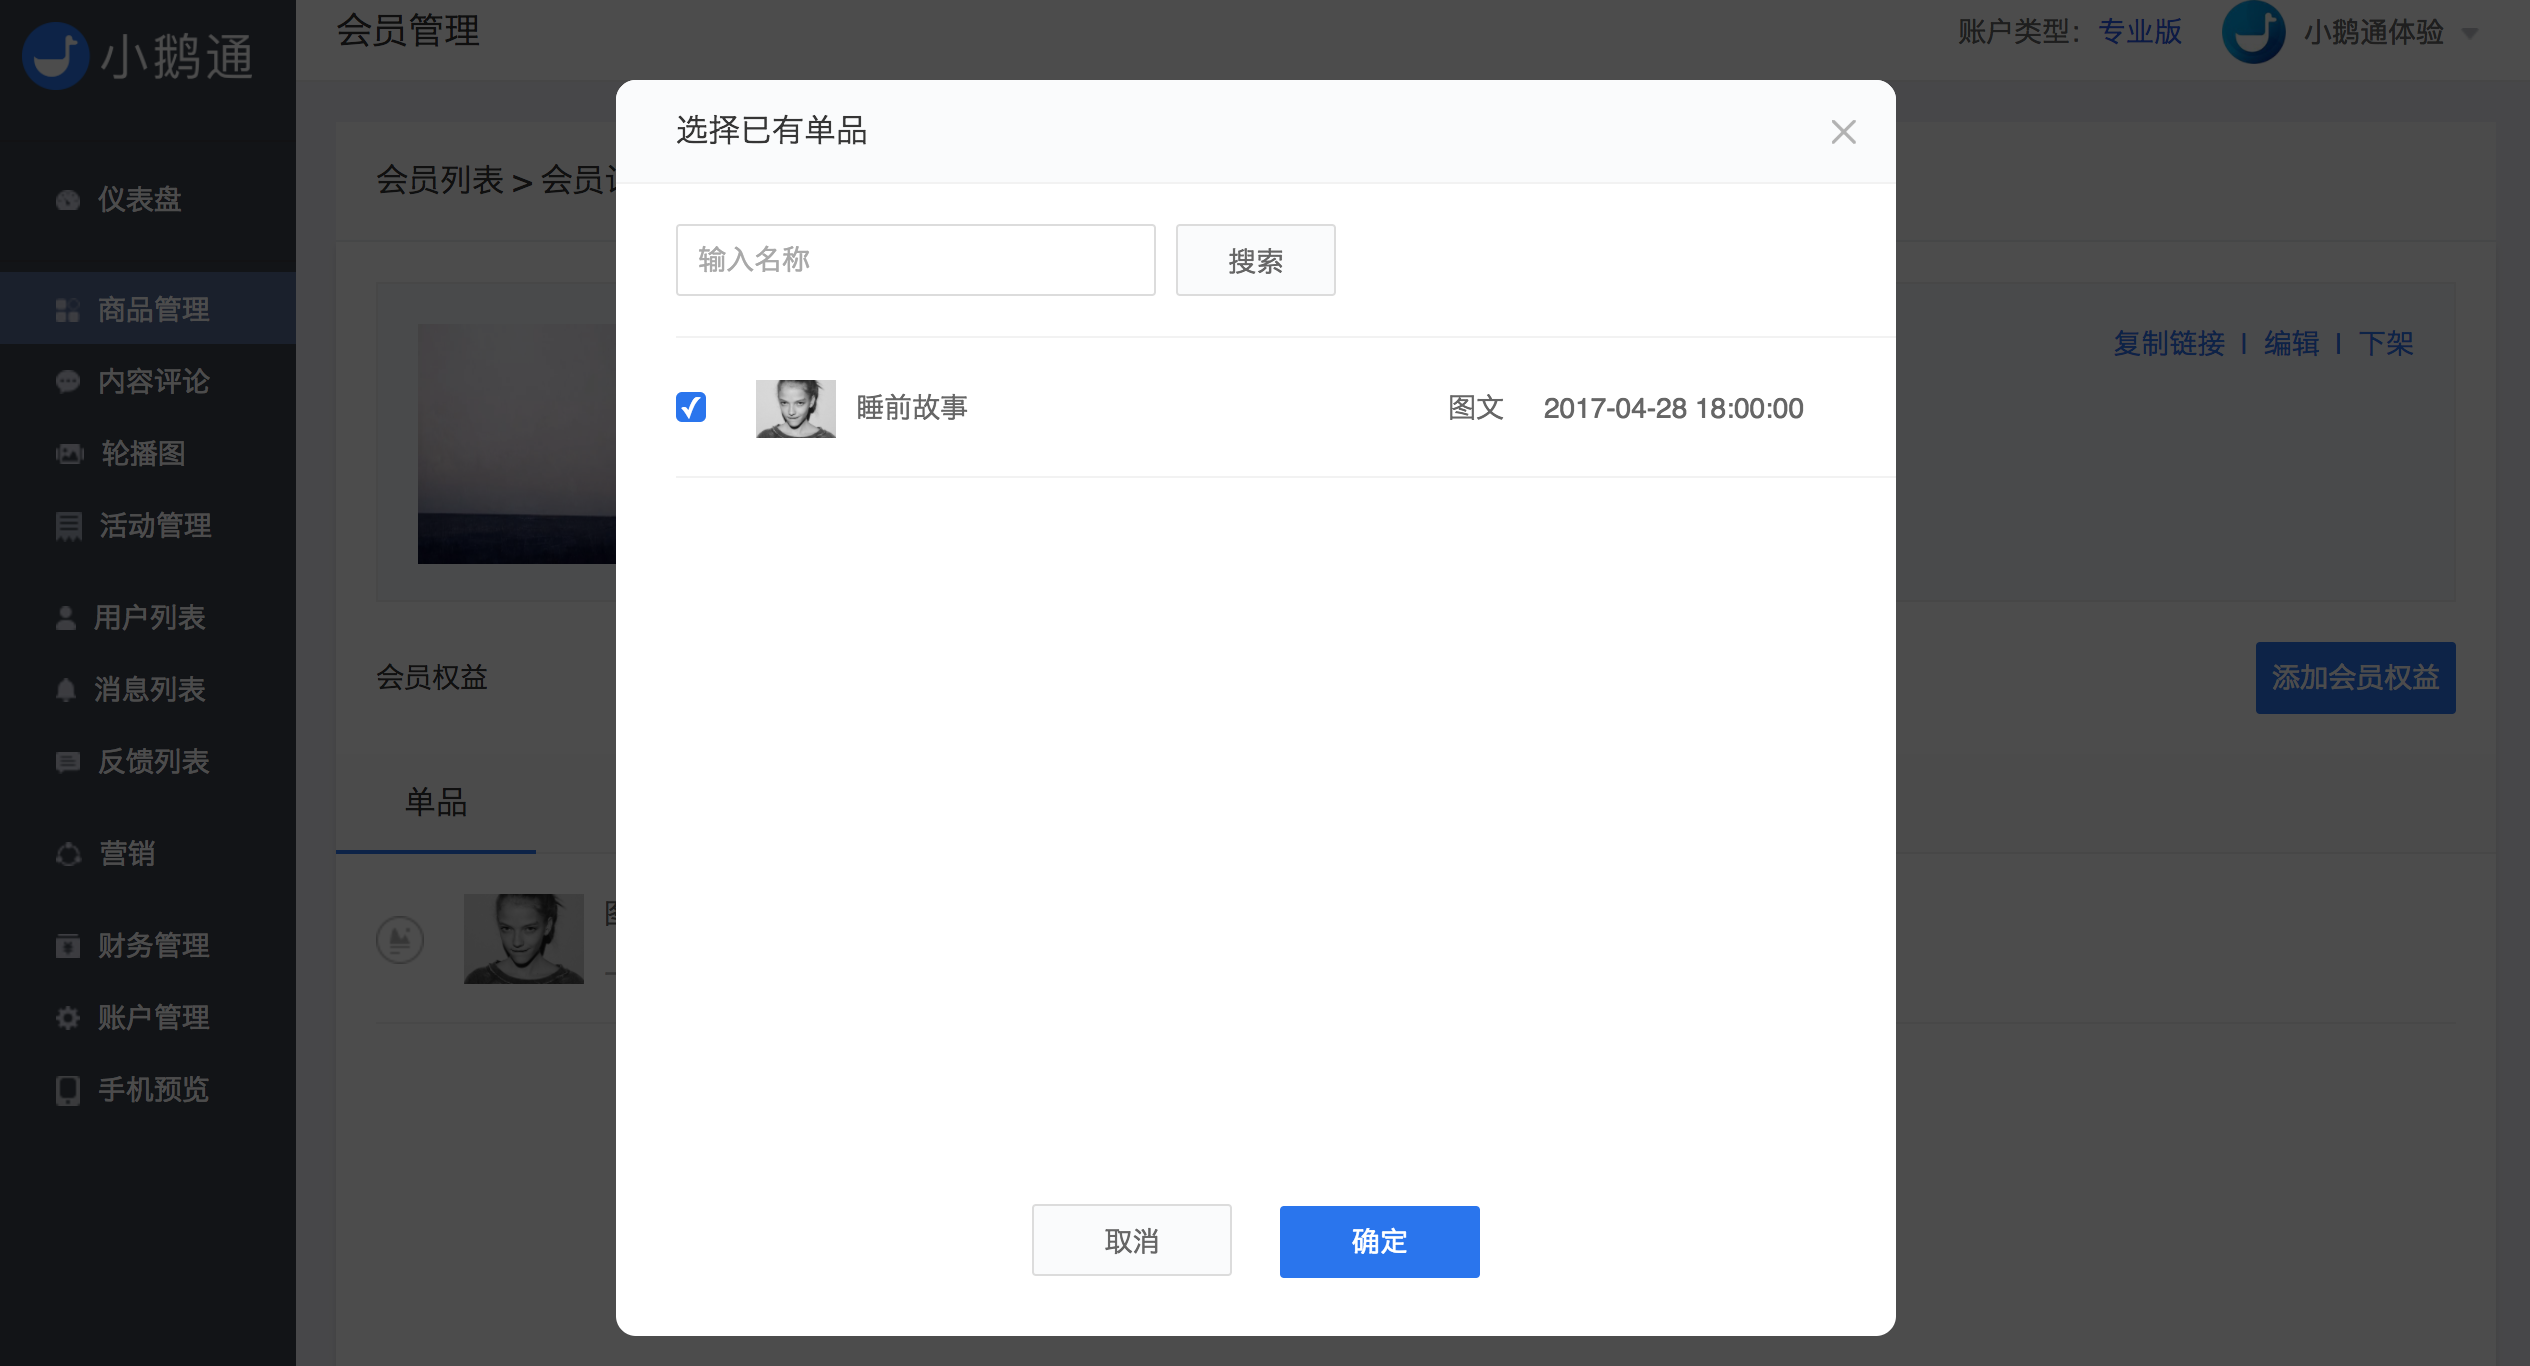 小鹅通
会员管理
账户类型：专业版
小鹅通体验
仪表盘
商品管理
内容评论
轮播图
活动管理
用户列表
消息列表
反馈列表
营销
财务管理
账户管理
手机预览
会员列表 > 会员
复制链接 | 编辑 | 下架
会员权益
添加会员权益
单品
选择已有单品
输入名称
搜索
睡前故事 图文 2017-04-28 18:00:00
取消
确定